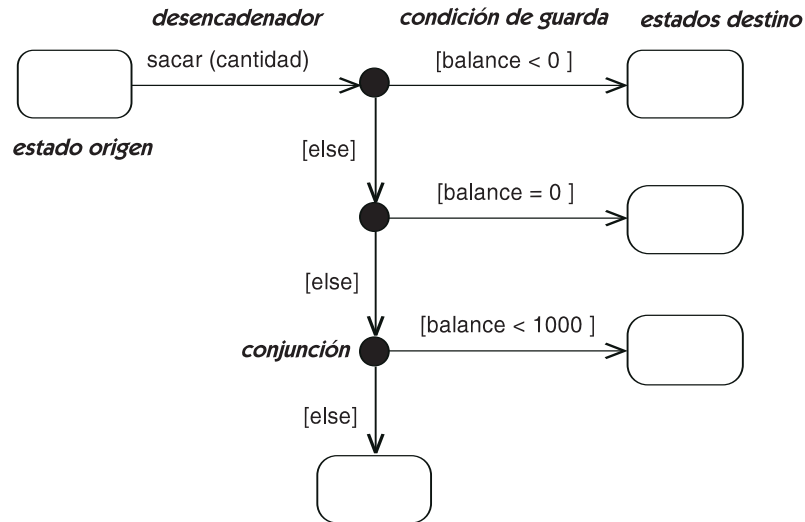 desencadenador
condición de guarda
estados destino
sacar (cantidad)
[balance < 0 ]
estado origen
[else]
[balance = 0 ]
[else]
[balance < 1000 ]
conjunción
[else]